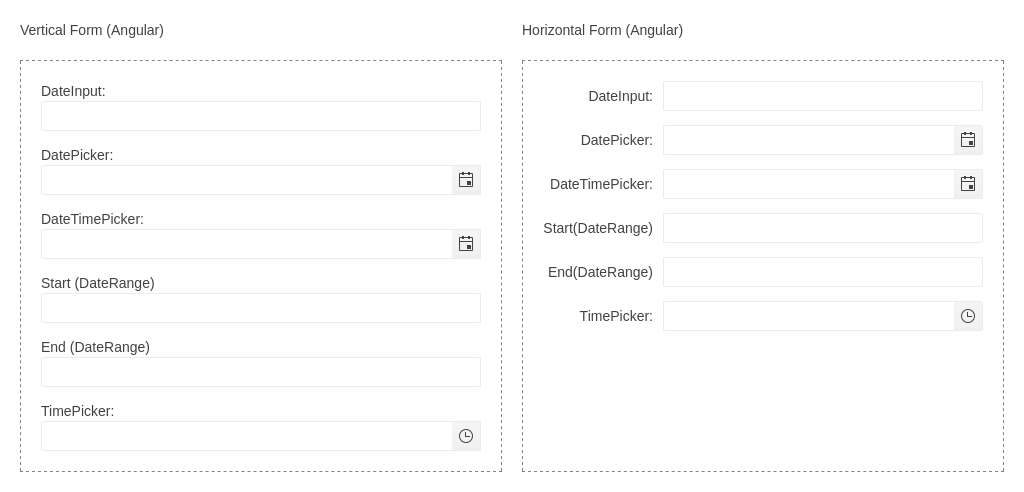 Vertical Form (Angular)
DateInput:
DatePicker:
DateTimePicker:
Start (DateRange)
End (DateRange)
TimePicker:
Horizontal Form (Angular)
DateInput:
DatePicker:
DateTimePicker:
Start(DateRange)
End(DateRange)
TimePicker: